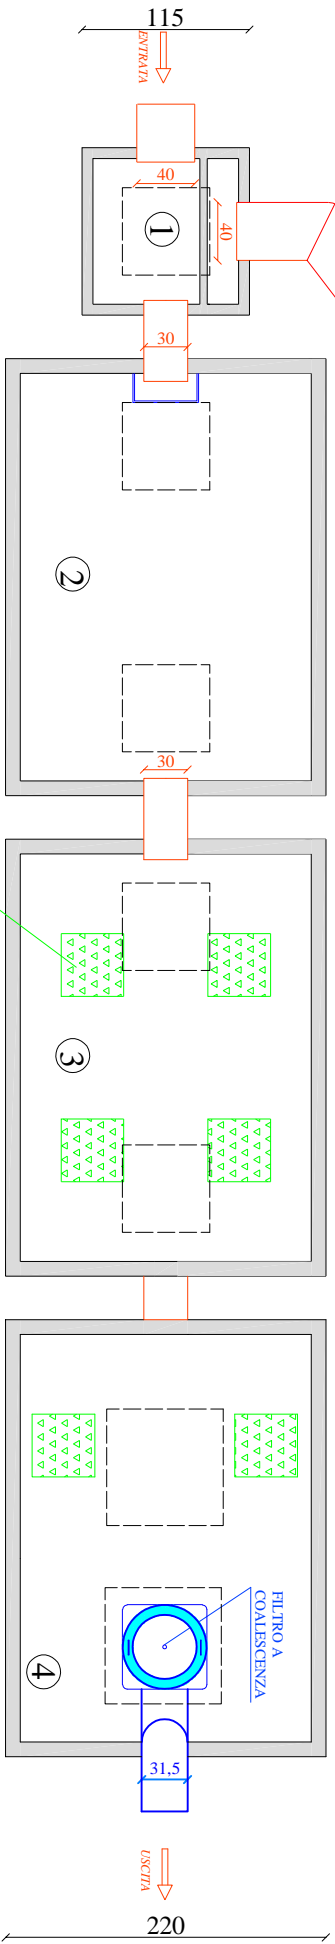 115
ENTRATA
40
40
1
30
2
30
3
FILTRO A
COALESCENZA
4
31,5
USCITA
220